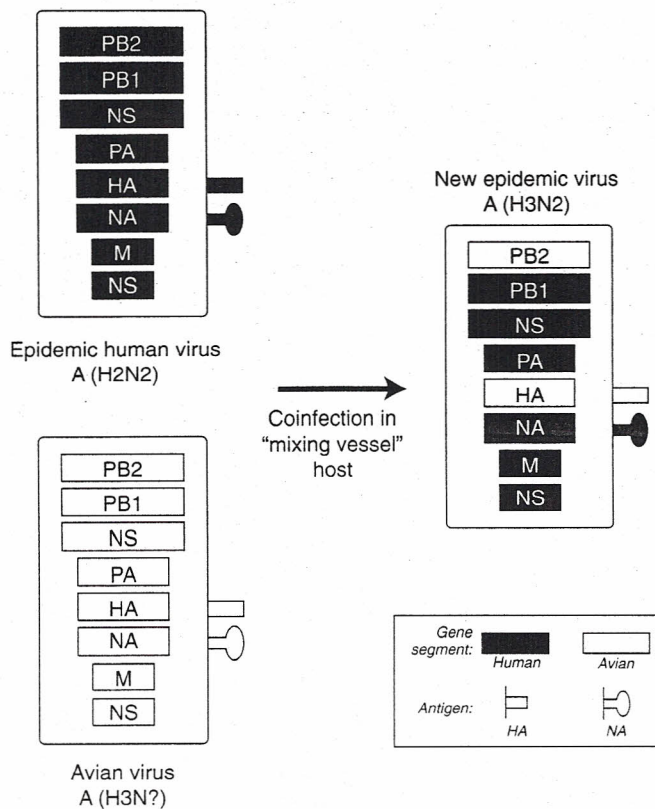 PB2
PB1
NS
PA
HA
NA
M
NS
Epidemic human virus
A (H2N2)
PB2
PB1
NS
PA
HA
NA
M
NS
Avian virus
A (H3N?)
Coinfection in
“mixing vessel”
host
New epidemic virus
A (H3N2)
PB2
PB1
NS
PA
HA
NA
M
NS
Gene
segment:
Human Avian
Antigen:
HA NA